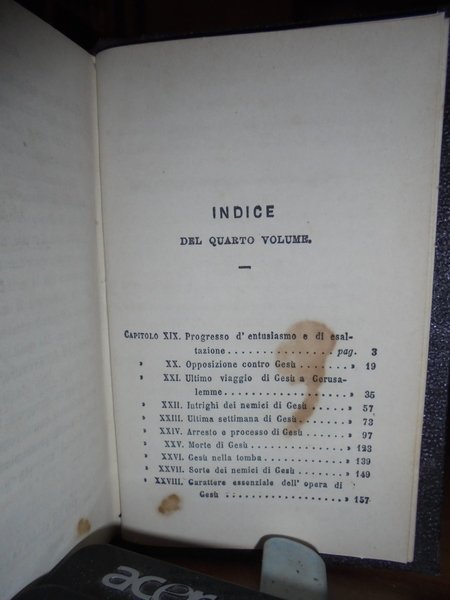 INDICE
DEL QUARTO VOLUME.
CAPITOLO XIX. Progresso d' entusiasmo e di esal-
tazione . . . . . . . . . . . . . . . pag. 3
» XX. Opposizione contro Gesù . . . . . . » 19
» XXI. Ultimo viaggio di Gesù a Gerusa-
lemme . . . . . . . . . . . . . . . . » 35
» XXII. Intrighi dei nemici di Gesù . . . . . » 57
» XXIII. Ultima settimana di Gesù . . . . . . » 73
» XXIV. Arresto e processo di Gesù . . . . . » 97
» XXV. Morte di Gesù . . . . . . . . . . . . » 123
» XXVI. Gesù nella tomba . . . . . . . . . . » 139
» XXVII. Sorte dei nemici di Gesù . . . . . . » 149
» XXVIII. Carattere essenziale dell' opera di
Gesù . . . . . . . . . . . . . . . . » 157
acer